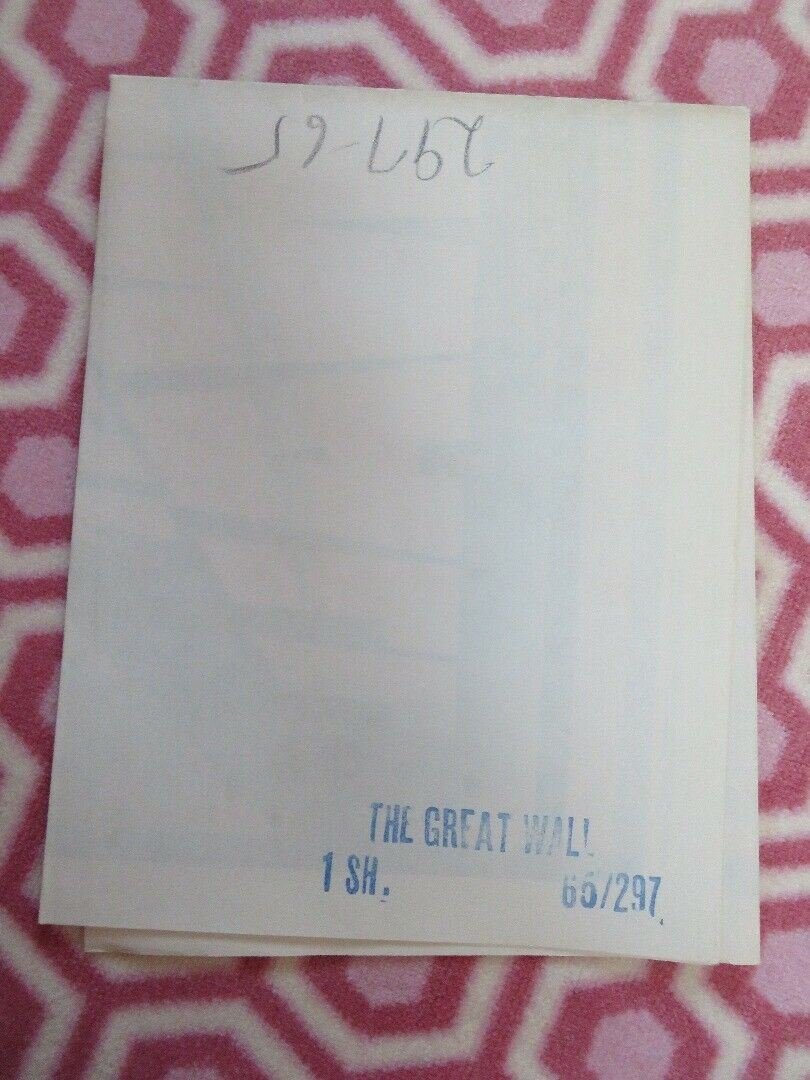 297-65
THE GREAT WALL
1 SH. 65/297